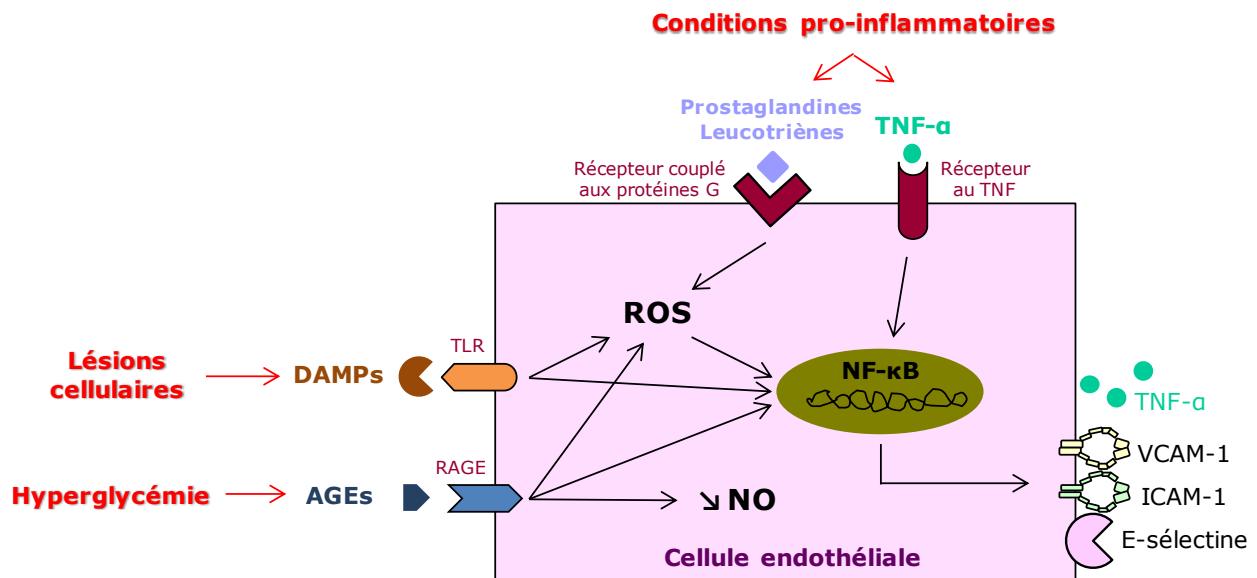 Conditions pro-inflammatoires
Prostaglandines
Leucotriènes
TNF-α
Récepteur couplé
aux protéines G
Récepteur
au TNF
ROS
TLR
Lésions
cellulaires
DAMPs
NF-κB
TNF-α
VCAM-1
RAGE
Hyperglycémie
AGEs
↘ NO
ICAM-1
E-sélectine
Cellule endothéliale